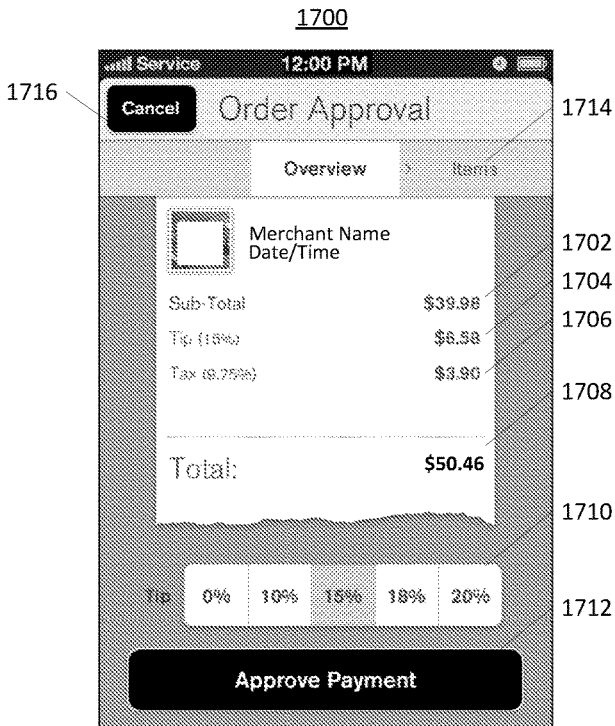 1700
Service 12:00 PM
1716
Cancel Order Approval
1714
Overview > Items
Merchant Name
Date/Time
1702
Sub-Total $39.98
1704
Tip (15%) $6.58
1706
Tax (9.75%) $3.90
1708
Total: $50.46
1710
Tip 0% 10% 15% 18% 20%
1712
Approve Payment